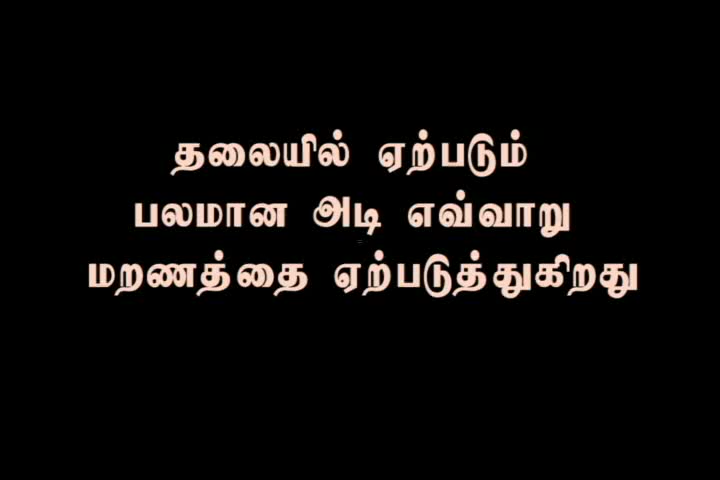 தலையில் ஏற்படும்
பலமான அடி எவ்வாறு
மறணத்தை ஏற்படுத்துகிறது